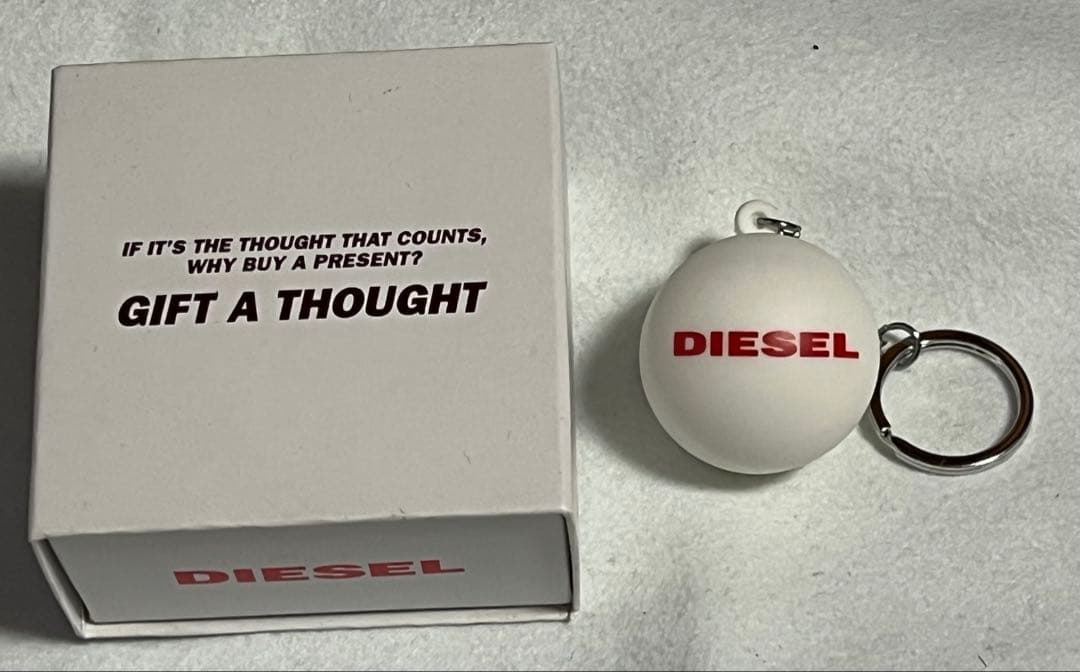 IF IT'S THE THOUGHT THAT COUNTS,
WHY BUY A PRESENT?
GIFT A THOUGHT
DIESEL
DIESEL